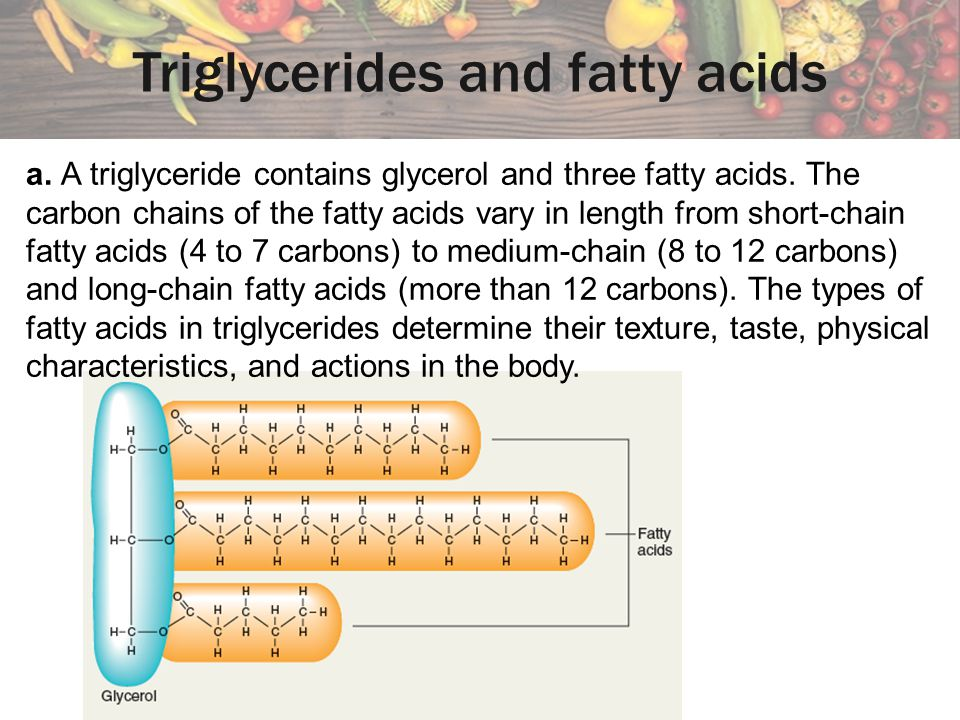 Triglycerides and fatty acids
a. A triglyceride contains glycerol and three fatty acids. The
carbon chains of the fatty acids vary in length from short-chain
fatty acids (4 to 7 carbons) to medium-chain (8 to 12 carbons)
and long-chain fatty acids (more than 12 carbons). The types of
fatty acids in triglycerides determine their texture, taste, physical
characteristics, and actions in the body.
H H H H
O H C H C H C H C H
H C C H C H C H C H C–H
H–C—O H H H H H
H H H H H H
O H C H C H C H C H C H C H
C C H C H C H C H C H C H C–H
H–C—O H H H H H H H
Fatty
acids
H H
O H C H C–H
C C H C H
H–C—O H H
H
Glycerol